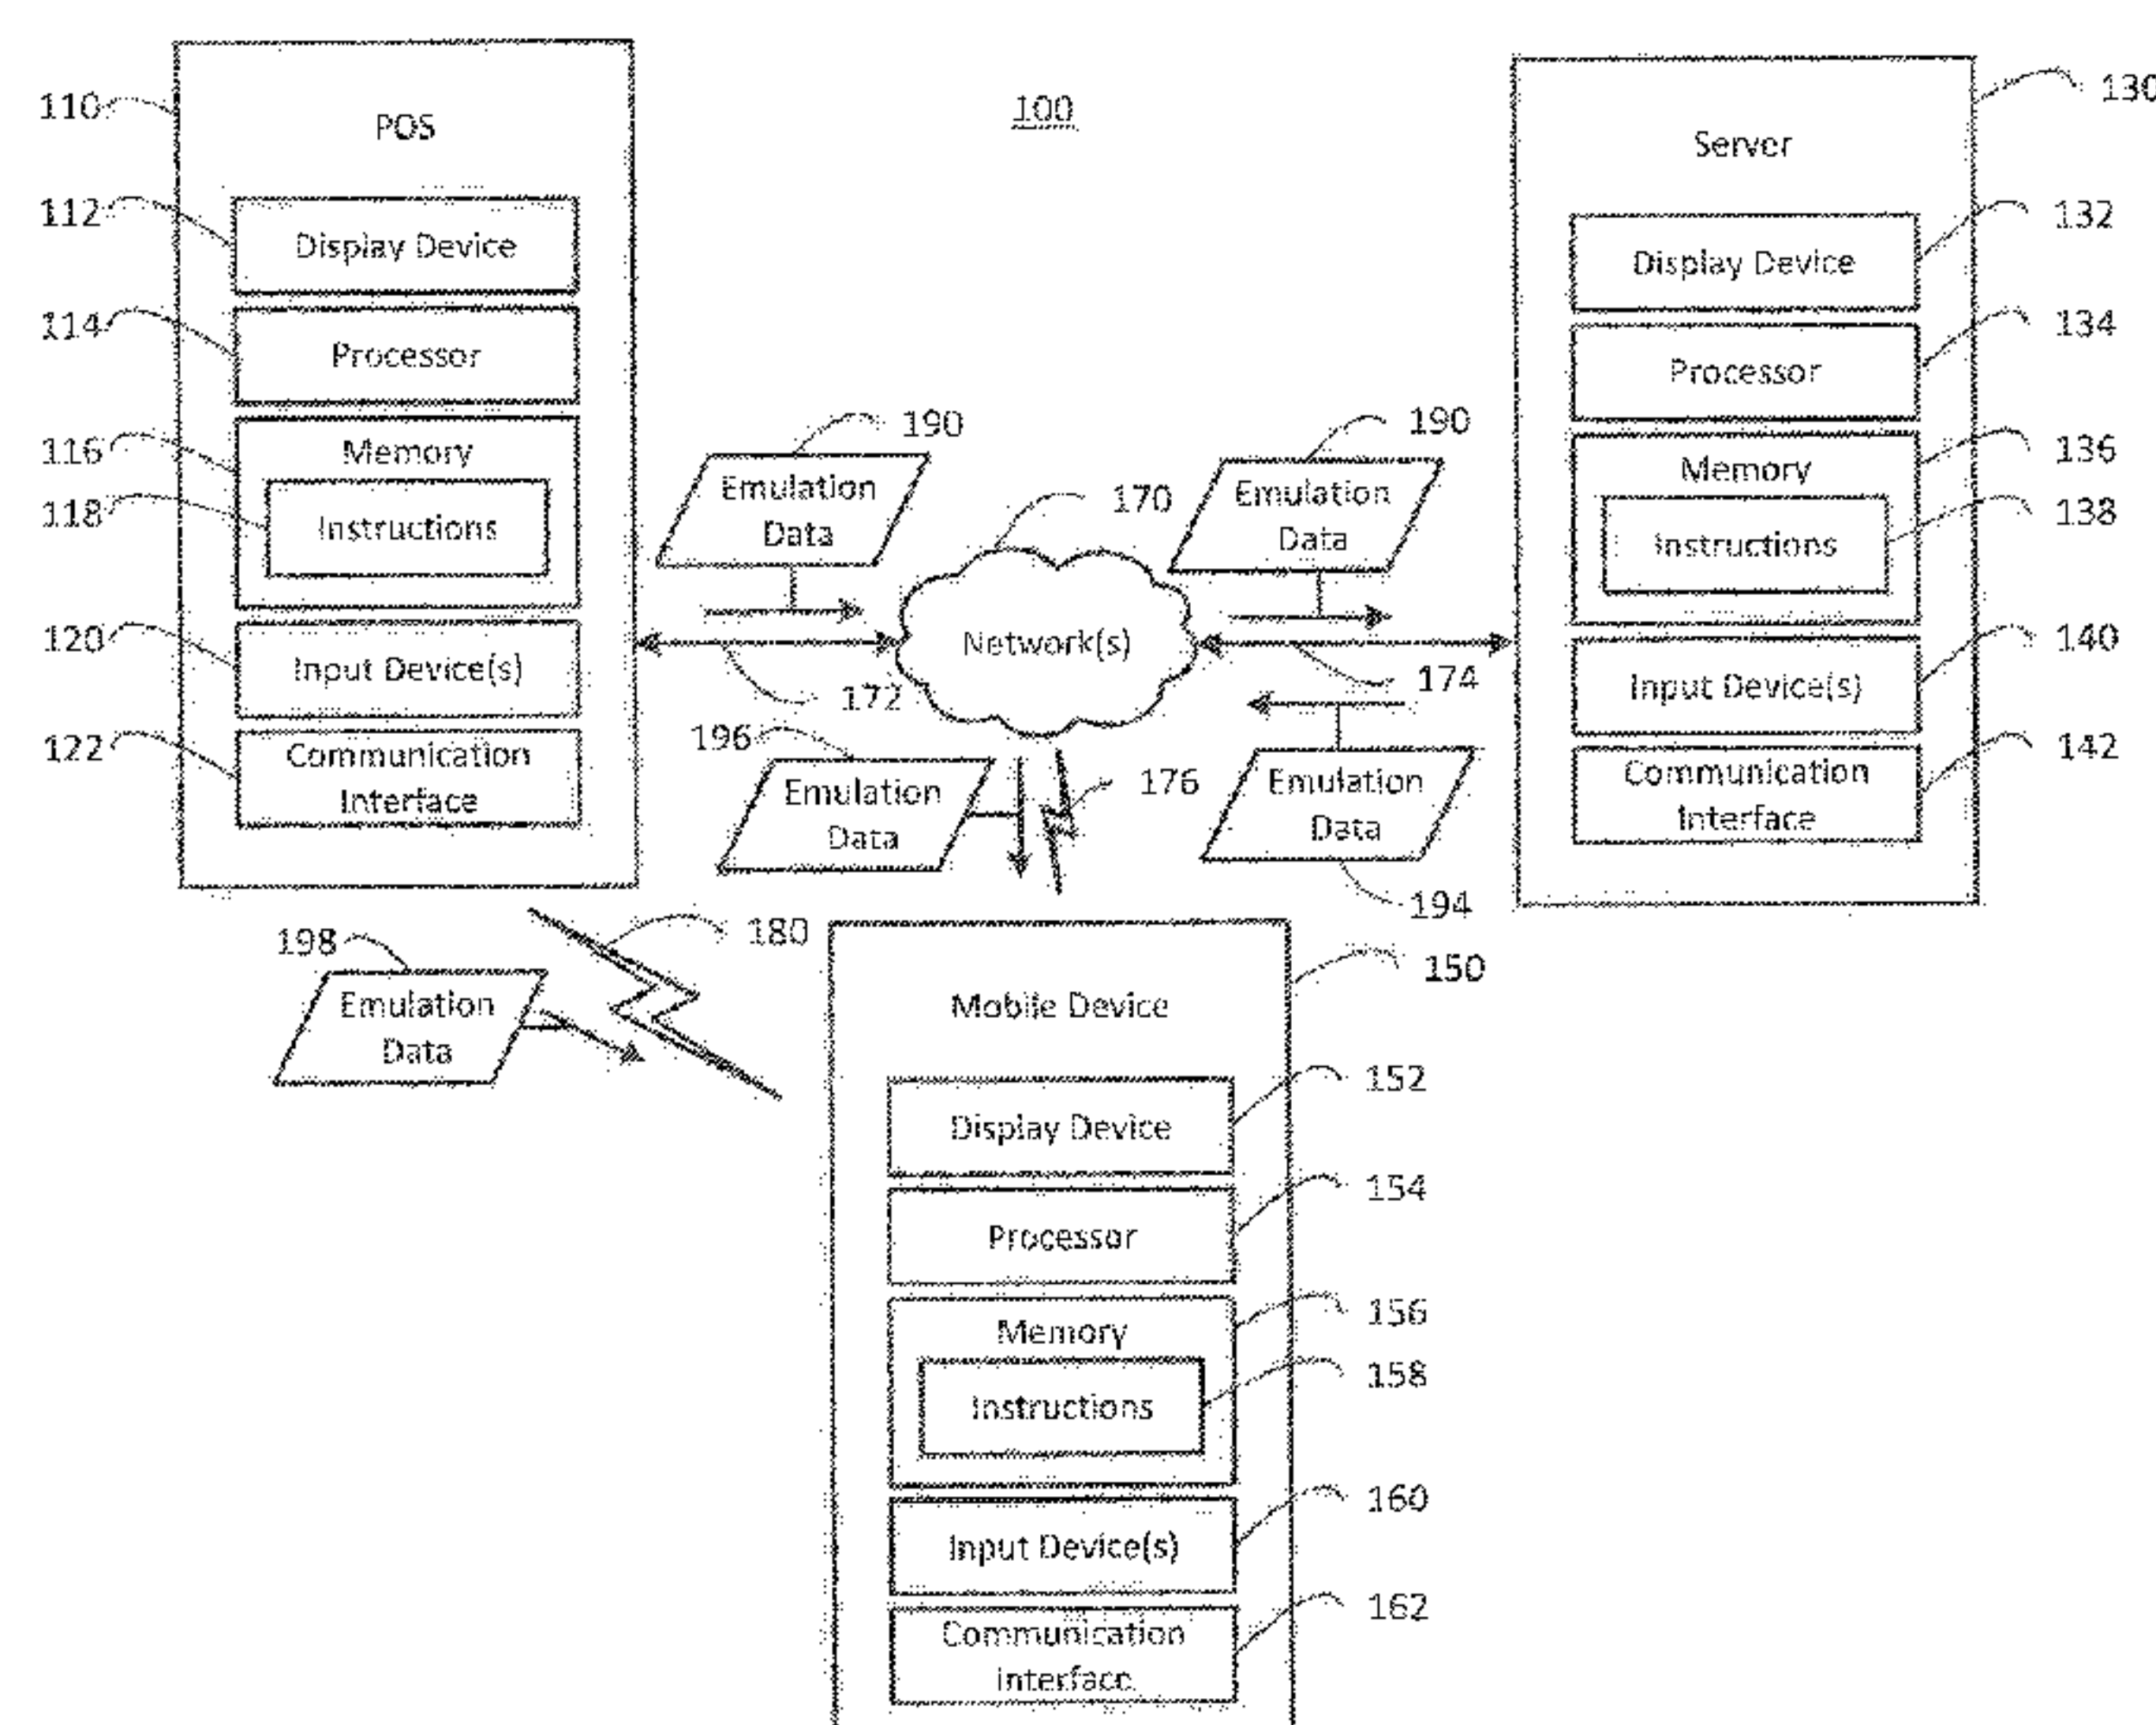 100
110
POS
112
Display Device
114
Processor
116
Memory
118
Instructions
120
Input Device(s)
122
Communication
Interface
130
Server
132
Display Device
134
Processor
136
Memory
138
Instructions
140
Input Device(s)
142
Communication
Interface
190
Emulation
Data
170
Network(s)
190
Emulation
Data
172
174
196
Emulation
Data
176
Emulation
Data
194
198
Emulation
Data
180
150
Mobile Device
152
Display Device
154
Processor
156
Memory
158
Instructions
160
Input Device(s)
162
Communication
Interface